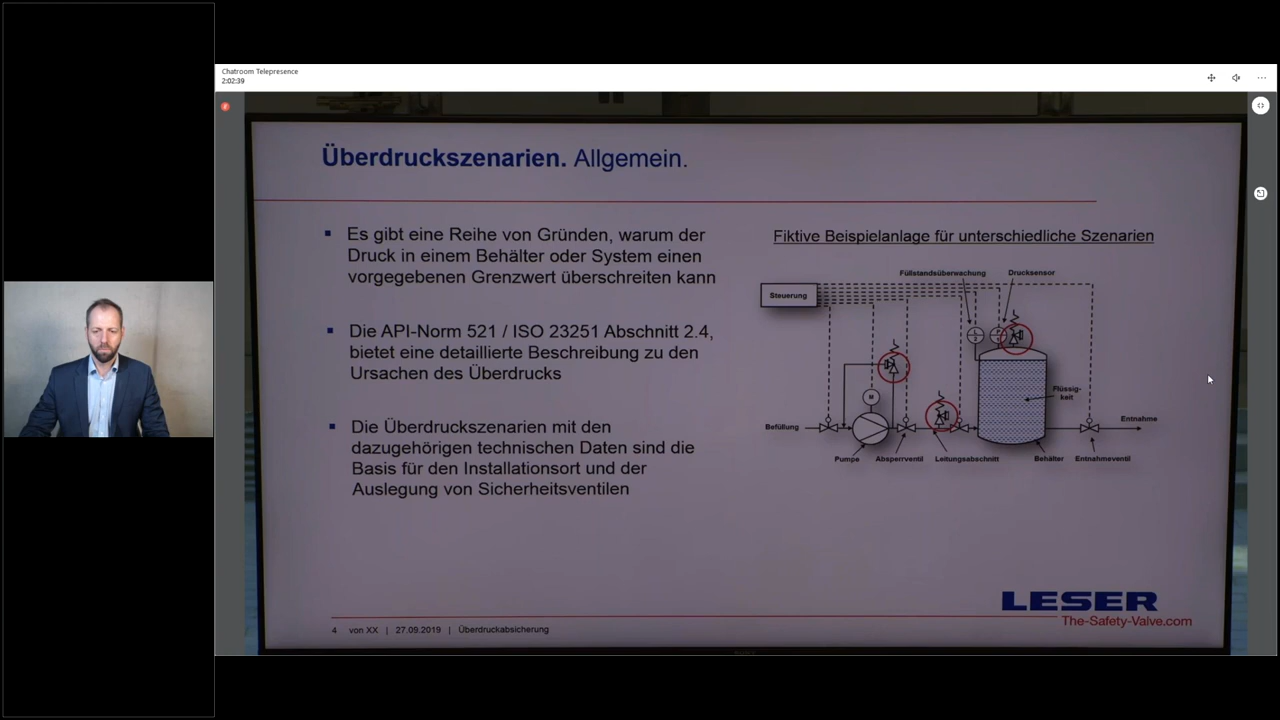 Chatroom Telepresence
2:02:39
Überdruckszenarien. Allgemein.
▪ Es gibt eine Reihe von Gründen, warum der
Druck in einem Behälter oder System einen
vorgegebenen Grenzwert überschreiten kann
▪ Die API-Norm 521 / ISO 23251 Abschnitt 2.4,
bietet eine detaillierte Beschreibung zu den
Ursachen des Überdrucks
▪ Die Überdruckszenarien mit den
dazugehörigen technischen Daten sind die
Basis für den Installationsort und der
Auslegung von Sicherheitsventilen
Fiktive Beispielanlage für unterschiedliche Szenarien
Füllstandsüberwachung
Drucksensor
Steuerung
Flüssig-
keit
M
Befüllung
Entnahme
Pumpe
Absperrventil
Leitungsabschnitt
Behälter
Entnahmeventil
LESER
The-Safety-Valve.com
4 von XX | 27.09.2019 | Überdruckabsicherung